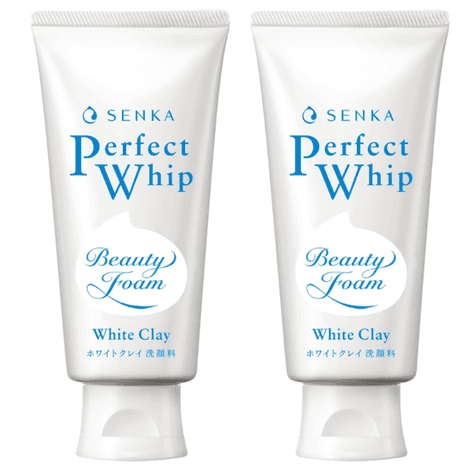 SENKA
Perfect
Whip
Beauty
Foam
White Clay
ホワイトクレイ洗顔料
SENKA
Perfect
Whip
Beauty
Foam
White Clay
ホワイトクレイ洗顔料